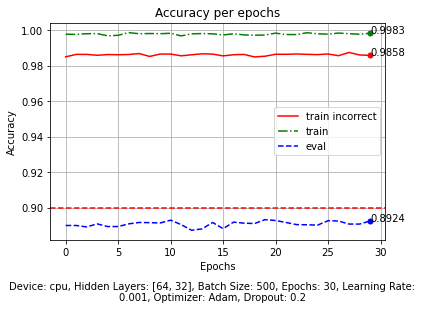 Accuracy per epochs
1.00
0.98
0.96
0.94
0.92
0.90
Accuracy
0.9983
0.9858
0.8924
train incorrect
train
eval
0 5 10 15 20 25 30
Epochs
Device: cpu, Hidden Layers: [64, 32], Batch Size: 500, Epochs: 30, Learning Rate:
0.001, Optimizer: Adam, Dropout: 0.2